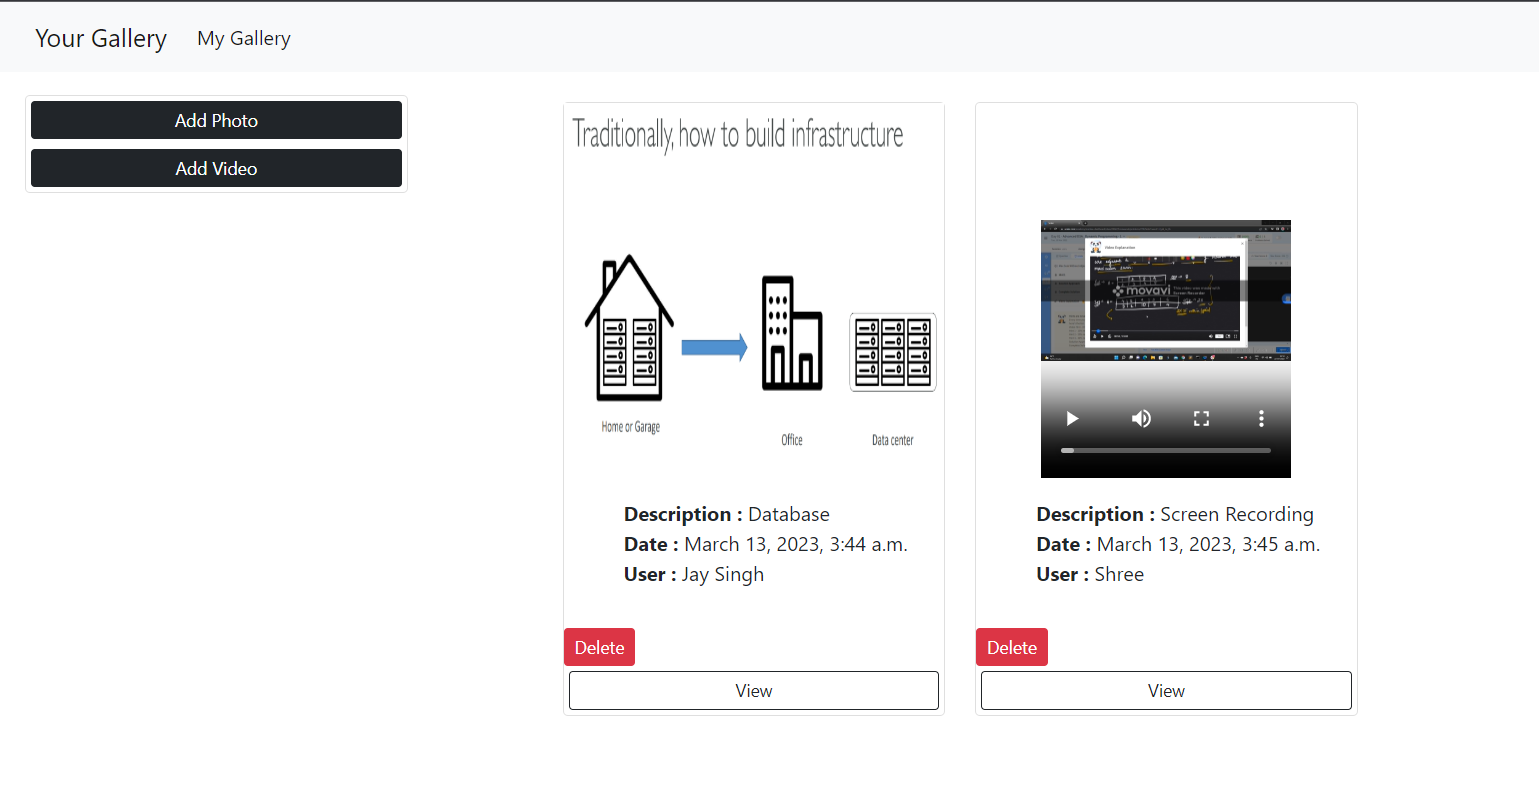 Your Gallery My Gallery
Add Photo
Add Video
Traditionally, how to build infrastructure
Home or Garage
Office
Data center
Description : Database
Date : March 13, 2023, 3:44 a.m.
User : Jay Singh
Delete
View
Video Explanation
movavi
Description : Screen Recording
Date : March 13, 2023, 3:45 a.m.
User : Shree
Delete
View